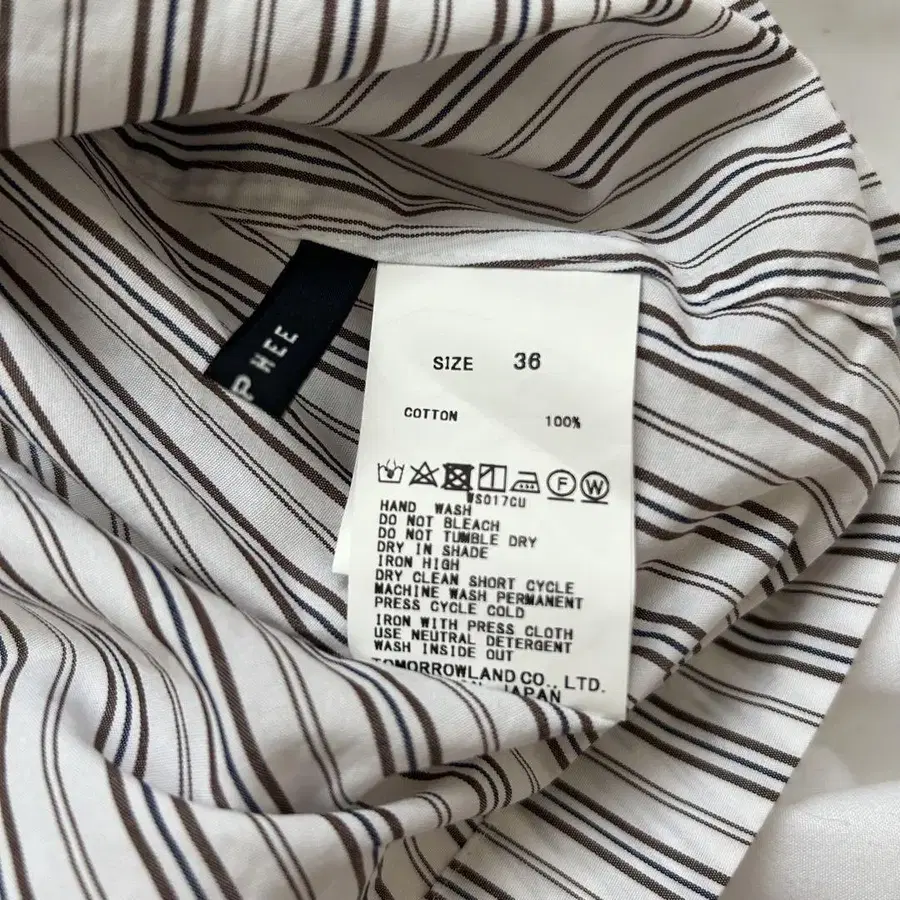 HEE
SIZE 36
COTTON 100%
F W
WS017CU
HAND WASH
DO NOT BLEACH
DO NOT TUMBLE DRY
DRY IN SHADE
IRON HIGH
DRY CLEAN SHORT CYCLE
MACHINE WASH PERMANENT
PRESS CYCLE COLD
IRON WITH PRESS CLOTH
USE NEUTRAL DETERGENT
WASH INSIDE OUT
TOMORROWLAND CO., LTD.
JAPAN